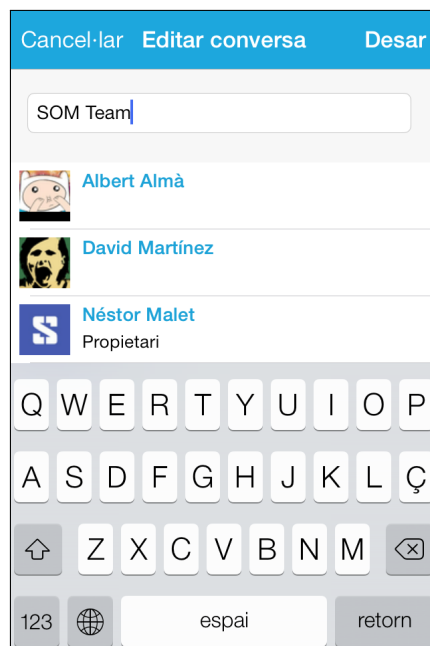 Cancel·lar Editar conversa Desar
SOM Team
Albert Almà
David Martínez
Néstor Malet
Propietari
Q W E R T Y U I O P
A S D F G H J K L Ç
Z X C V B N M
123 espai retorn